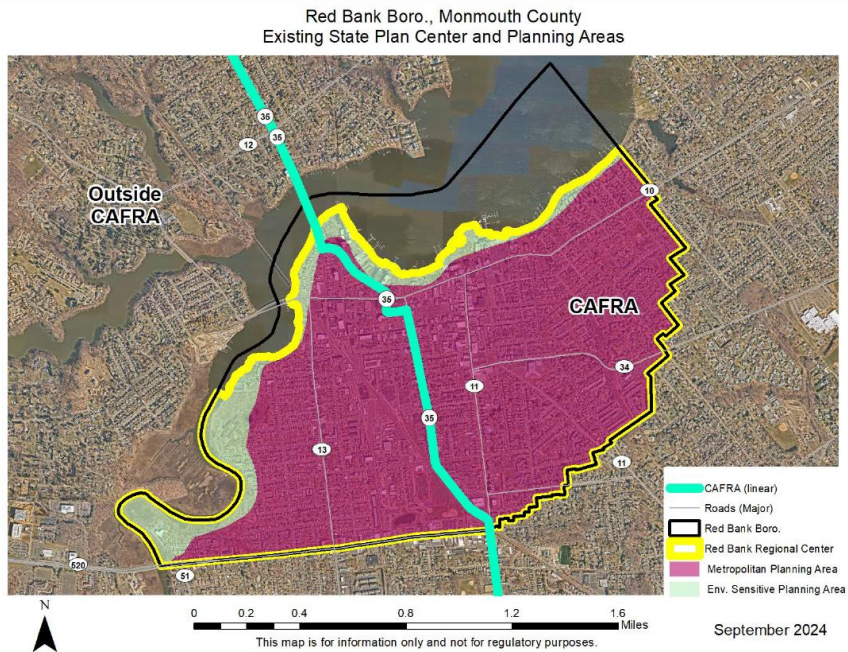 Red Bank Boro., Monmouth County
Existing State Plan Center and Planning Areas
35
35
12
Outside
CAFRA
10
CAFRA
35
34
11
35
13
11
520
51
CAFRA (linear)
Roads (Major)
Red Bank Boro.
Red Bank Regional Center
Metropolitan Planning Area
Env. Sensitive Planning Area
N
0 0.2 0.4 0.8 1.2 1.6
Miles
This map is for information only and not for regulatory purposes.
September 2024